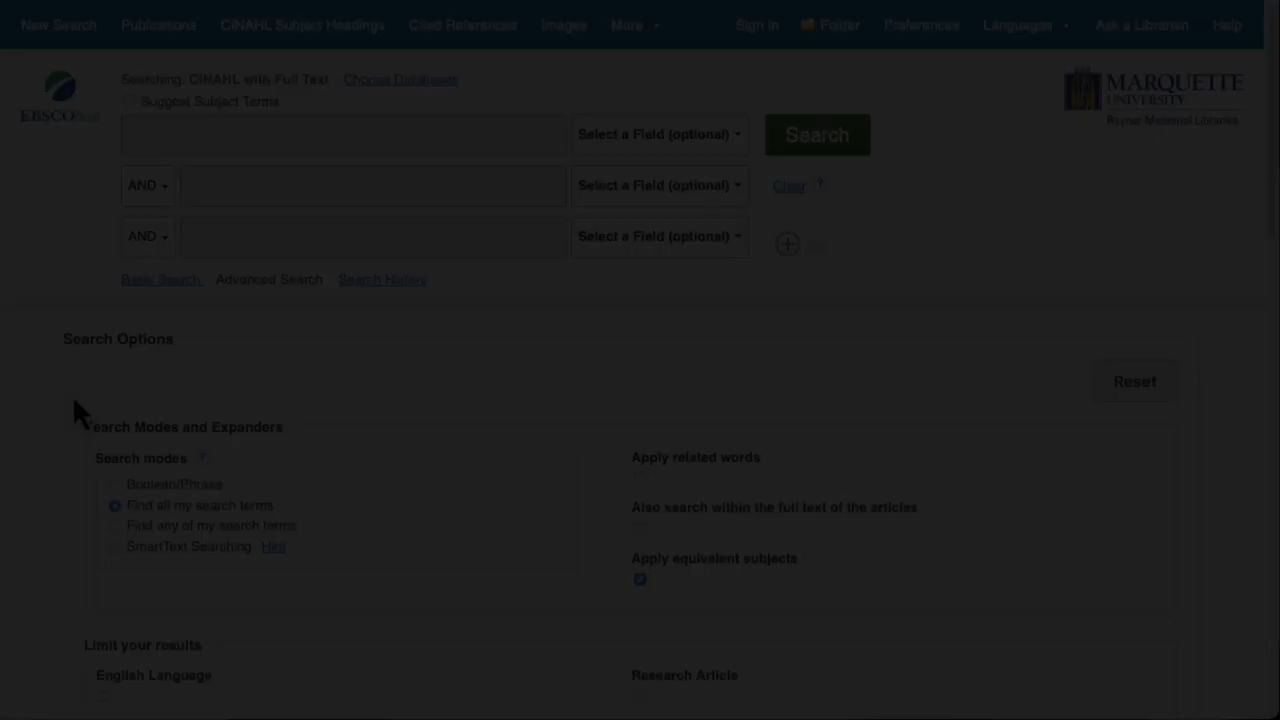 New Search Publications CINAHL Subject Headings Cited References Images More Sign In Folder Preferences Languages Ask a Librarian Help
Searching: CINAHL with Full Text Choose Databases
Suggest Subject Terms
EBSCOhost
MARQUETTE
UNIVERSITY
Raynor Memorial Libraries
Select a Field (optional) Search
AND Select a Field (optional) Clear ?
AND Select a Field (optional)
Basic Search Advanced Search Search History
Search Options
Reset
Search Modes and Expanders
Search modes ?
Boolean/Phrase
Find all my search terms
Find any of my search terms
SmartText Searching Hint
Apply related words
Also search within the full text of the articles
Apply equivalent subjects
Limit your results
English Language
Research Article